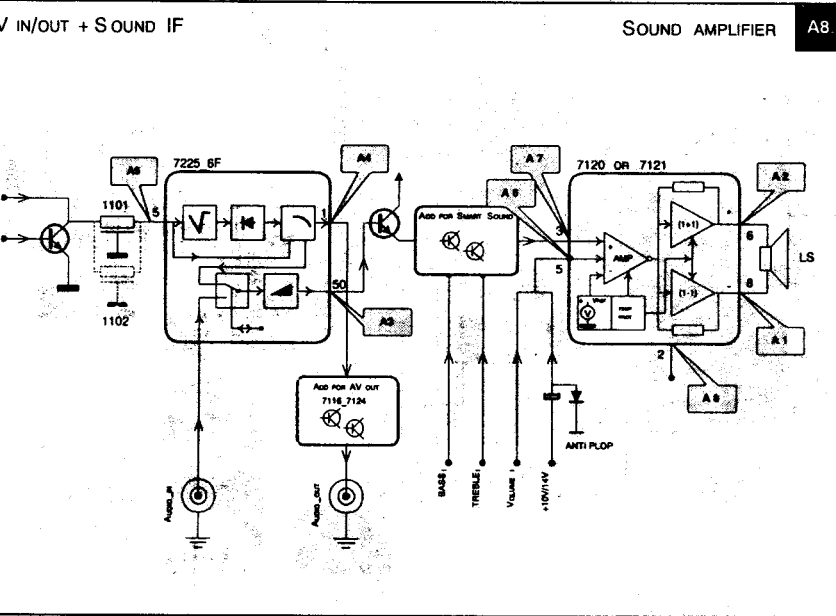 V IN/OUT + SOUND IF
SOUND AMPLIFIER
A8
7225_6F
A4
A7
7120 OR 7121
A5
A2
1101
5
1
ADD FOR SMART SOUND
3
5
AMP
(1+1)
+
6
LS
(1-1)
-
8
50
1102
A3
A1
2
ADD FOR AV OUT
7116_7124
ANTI PLOP
AUDIO_IN
AUDIO_OUT
BASS
TREBLE
VOLUME
+10V/14V